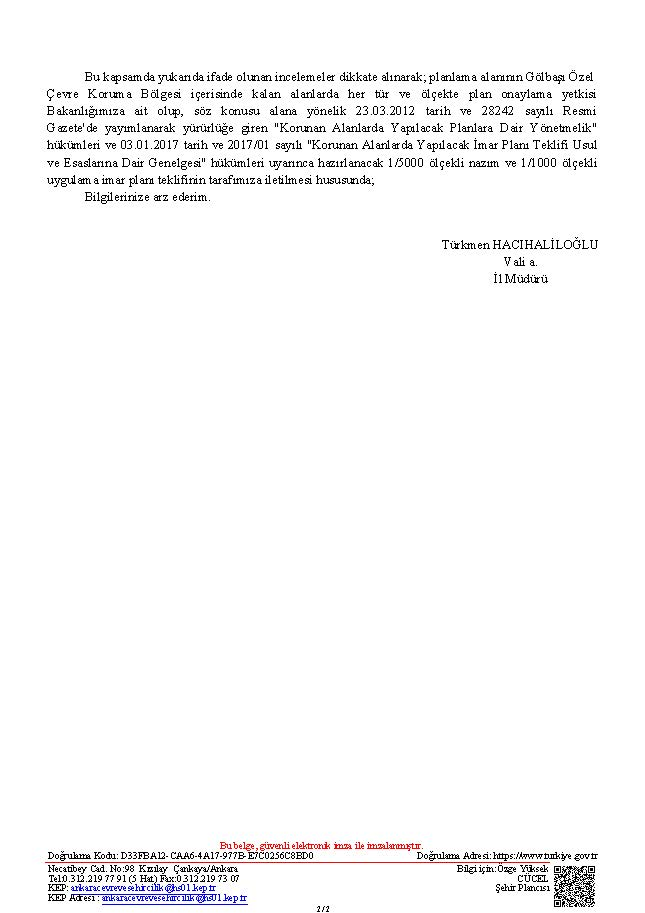 Bu kapsamda yukarıda ifade olunan incelemeler dikkate alınarak; planlama alanının Gölbaşı Özel
Çevre Koruma Bölgesi içerisinde kalan alanlarda her tür ve ölçekte plan onaylama yetkisi
Bakanlığımıza ait olup, söz konusu alana yönelik 23.03.2012 tarih ve 28242 sayılı Resmi
Gazete'de yayımlanarak yürürlüğe giren "Korunan Alanlarda Yapılacak Planlara Dair Yönetmelik"
hükümleri ve 03.01.2017 tarih ve 2017/01 sayılı "Korunan Alanlarda Yapılacak İmar Planı Teklifi Usul
ve Esaslarına Dair Genelgesi" hükümleri uyarınca hazırlanacak 1/5000 ölçekli nazım ve 1/1000 ölçekli
uygulama imar planı teklifinin tarafımıza iletilmesi hususunda;
Bilgilerinize arz ederim.
Türkmen HACIHALİLOĞLU
Vali a.
İl Müdürü
Bu belge, güvenli elektronik imza ile imzalanmıştır.
Doğrulama Kodu: D33FBA12-CAA6-4A17-977B-E7C0256C8BD0 Doğrulama Adresi: https://www.turkiye.gov.tr
Necatibey Cad. No:98 Kızılay Çankaya/Ankara Bilgi için:Özge Yüksek
Tel:0.312.219 77 91 (5 Hat) Fax:0.312.219 73 07 CÜCEL
KEP: ankaracevrevesehircilik@hs01.kep.tr Şehir Plancısı
KEP Adresi : ankaracevrevesehircilik@hs01.kep.tr
2/2